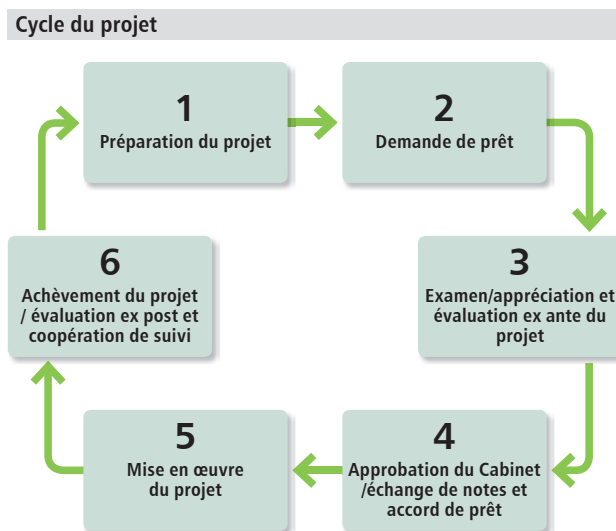 Cycle du projet
1
Préparation du projet
2
Demande de prêt
3
Examen/appréciation et
évaluation ex ante du
projet
4
Approbation du Cabinet
/échange de notes et
accord de prêt
5
Mise en œuvre
du projet
6
Achèvement du projet
/ évaluation ex post et
coopération de suivi